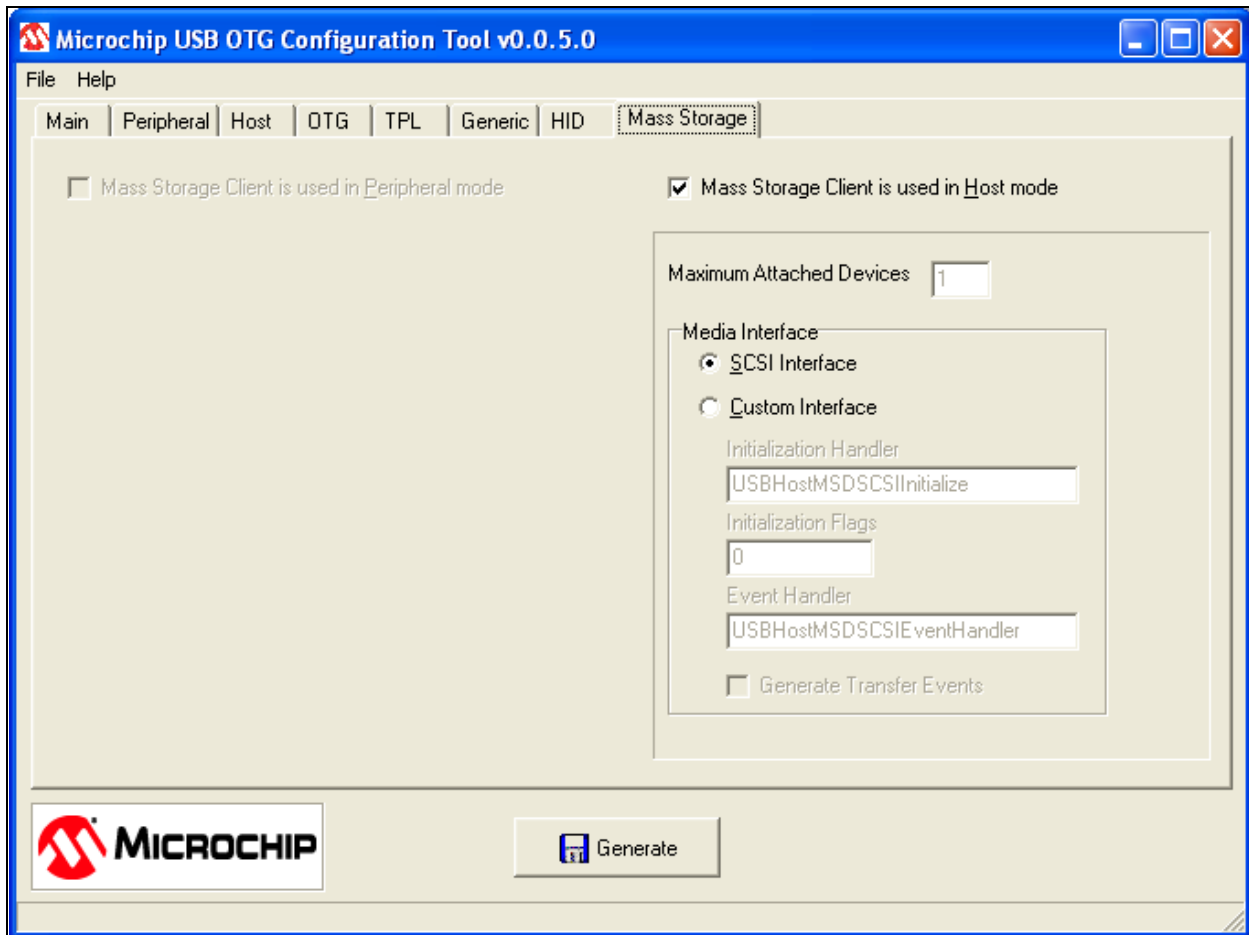 Microchip USB OTG Configuration Tool v0.0.5.0
File Help
Main Peripheral Host OTG TPL Generic HID Mass Storage
Mass Storage Client is used in Peripheral mode
Mass Storage Client is used in Host mode
Maximum Attached Devices 1
Media Interface
SCSI Interface
Custom Interface
Initialization Handler
USBHostMSDSCSIInitialize
Initialization Flags
0
Event Handler
USBHostMSDSCSIEventHandler
Generate Transfer Events
MICROCHIP
Generate